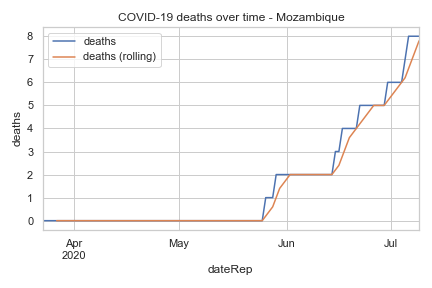 COVID-19 deaths over time - Mozambique
deaths
deaths (rolling)
8
7
6
5
4
3
2
1
0
deaths
Apr
2020
May
Jun
Jul
dateRep